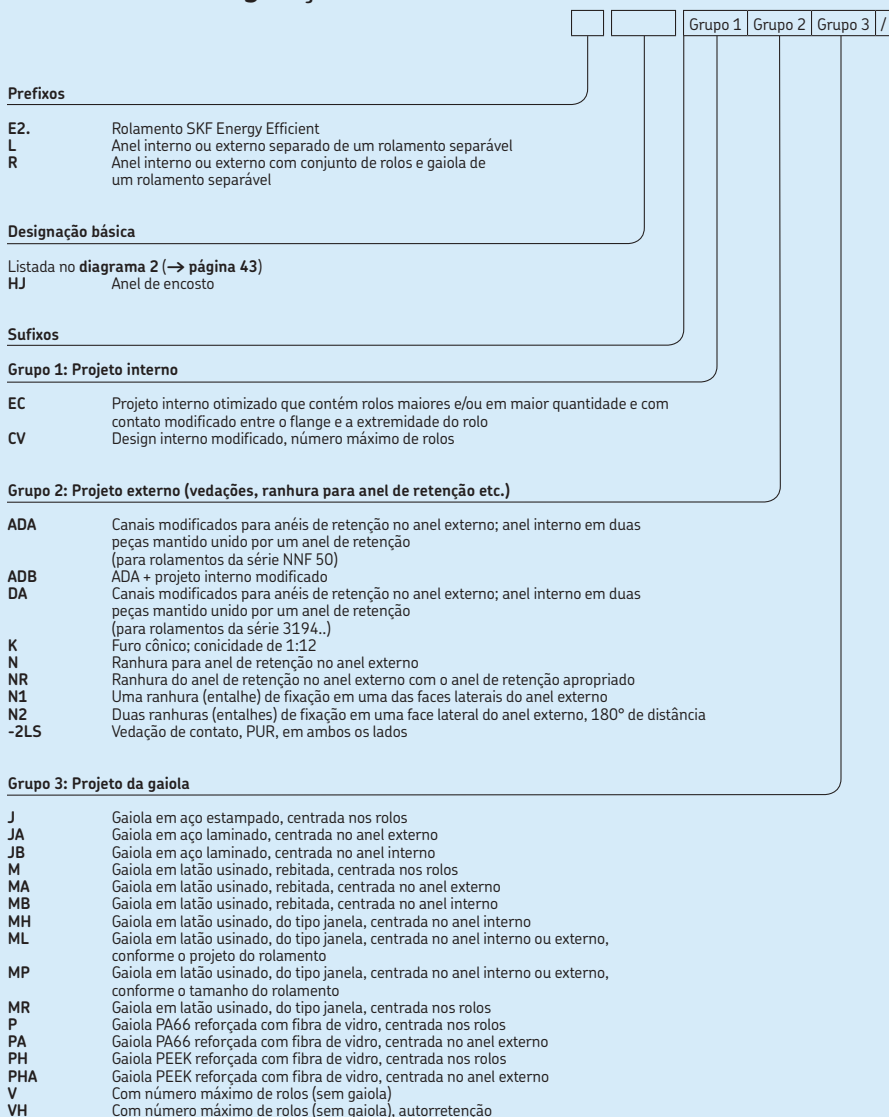 Grupo 1 Grupo 2 Grupo 3 /
Prefixos
E2. Rolamento SKF Energy Efficient
L Anel interno ou externo separado de um rolamento separável
R Anel interno ou externo com conjunto de rolos e gaiola de
um rolamento separável
Designação básica
Listada no diagrama 2 (→ página 43)
HJ Anel de encosto
Sufixos
Grupo 1: Projeto interno
EC Projeto interno otimizado que contém rolos maiores e/ou em maior quantidade e com
contato modificado entre o flange e a extremidade do rolo
CV Design interno modificado, número máximo de rolos
Grupo 2: Projeto externo (vedações, ranhura para anel de retenção etc.)
ADA Canais modificados para anéis de retenção no anel externo; anel interno em duas
peças mantido unido por um anel de retenção
(para rolamentos da série NNF 50)
ADB ADA + projeto interno modificado
DA Canais modificados para anéis de retenção no anel externo; anel interno em duas
peças mantido unido por um anel de retenção
(para rolamentos da série 3194..)
K Furo cônico; conicidade de 1:12
N Ranhura para anel de retenção no anel externo
NR Ranhura do anel de retenção no anel externo com o anel de retenção apropriado
N1 Uma ranhura (entalhe) de fixação em uma das faces laterais do anel externo
N2 Duas ranhuras (entalhes) de fixação em uma face lateral do anel externo, 180° de distância
-2LS Vedação de contato, PUR, em ambos os lados
Grupo 3: Projeto da gaiola
J Gaiola em aço estampado, centrada nos rolos
JA Gaiola em aço laminado, centrada no anel externo
JB Gaiola em aço laminado, centrada no anel interno
M Gaiola em latão usinado, rebitada, centrada nos rolos
MA Gaiola em latão usinado, rebitada, centrada no anel externo
MB Gaiola em latão usinado, rebitada, centrada no anel interno
MH Gaiola em latão usinado, do tipo janela, centrada no anel interno
ML Gaiola em latão usinado, do tipo janela, centrada no anel interno ou externo,
conforme o projeto do rolamento
MP Gaiola em latão usinado, do tipo janela, centrada no anel interno ou externo,
conforme o tamanho do rolamento
MR Gaiola em latão usinado, do tipo janela, centrada nos rolos
P Gaiola PA66 reforçada com fibra de vidro, centrada nos rolos
PA Gaiola PA66 reforçada com fibra de vidro, centrada no anel externo
PH Gaiola PEEK reforçada com fibra de vidro, centrada nos rolos
PHA Gaiola PEEK reforçada com fibra de vidro, centrada no anel externo
V Com número máximo de rolos (sem gaiola)
VH Com número máximo de rolos (sem gaiola), autorretenção